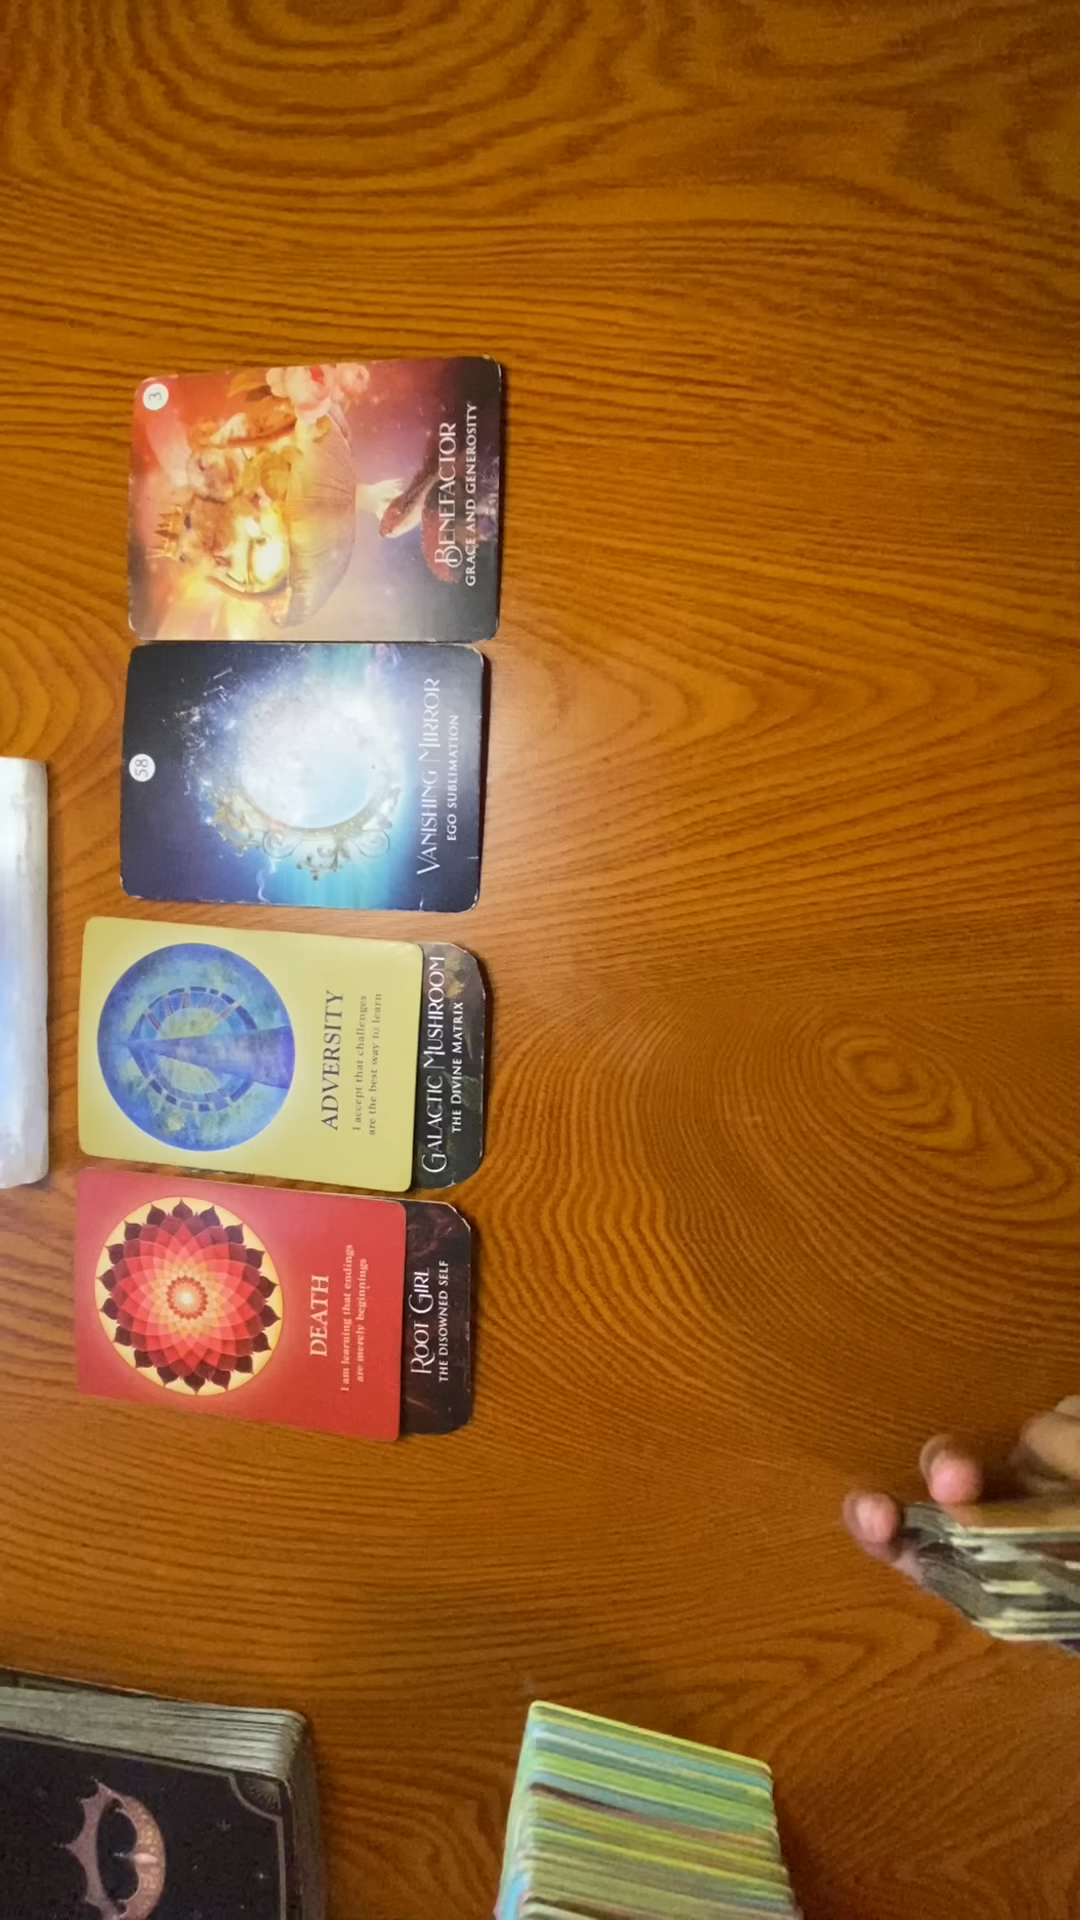 3
BENEFACTOR
GRACE AND GENEROSITY
58
VANISHING MIRROR
EGO SUBLIMATION
ADVERSITY
I accept that challenges
are the best way to learn
GALACTIC MUSHROOM
THE DIVINE MATRIX
DEATH
I am learning that endings
are merely beginnings
ROOT GIRL
THE DISOWNED SELF